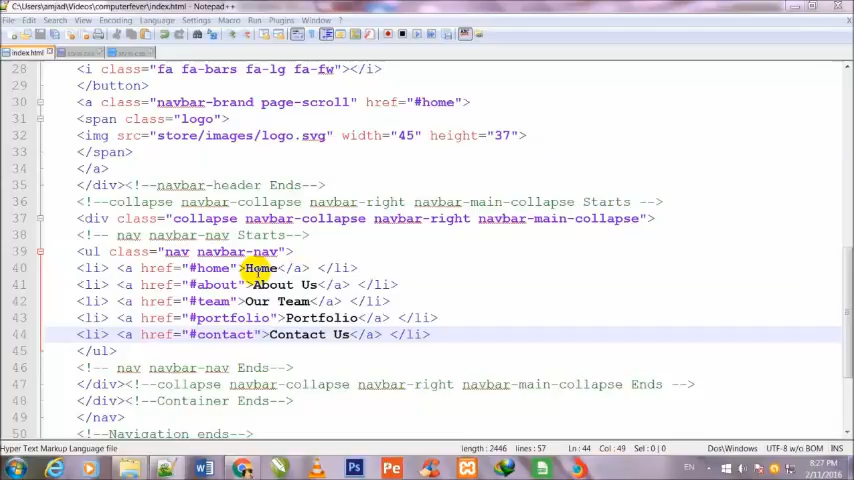 C:\Users\amjad\Videos\computerfever\index.html - Notepad++
File Edit Search View Encoding Language Settings Macro Run Plugins Window ?
index.html
28 <i class="fa fa-bars fa-lg fa-fw"></i>
29 </button>
30 <a class="navbar-brand page-scroll" href="#home">
31 <span class="logo">
32 <img src="store/images/logo.svg" width="45" height="37">
33 </span>
34 </a>
35 </div><!--navbar-header Ends-->
36 <!--collapse navbar-collapse navbar-right navbar-main-collapse Starts -->
37 <div class="collapse navbar-collapse navbar-right navbar-main-collapse">
38 <!-- nav navbar-nav Starts-->
39 <ul class="nav navbar-nav">
40 <li> <a href="#home">Home</a> </li>
41 <li> <a href="#about">About Us</a> </li>
42 <li> <a href="#team">Our Team</a> </li>
43 <li> <a href="#portfolio">Portfolio</a> </li>
44 <li> <a href="#contact">Contact Us</a> </li>
45 </ul>
46 <!-- nav navbar-nav Ends-->
47 </div><!--collapse navbar-collapse navbar-right navbar-main-collapse Ends -->
48 </div><!--Container Ends-->
49 </nav>
50 <!--Navigation ends-->
Hyper Text Markup Language file length : 2446 lines : 57 Ln : 44 Col : 49 Sel : 0 | 0 Dos\Windows UTF-8 w/o BOM INS
W Ps Pe EN 8:27 PM
2/11/2016